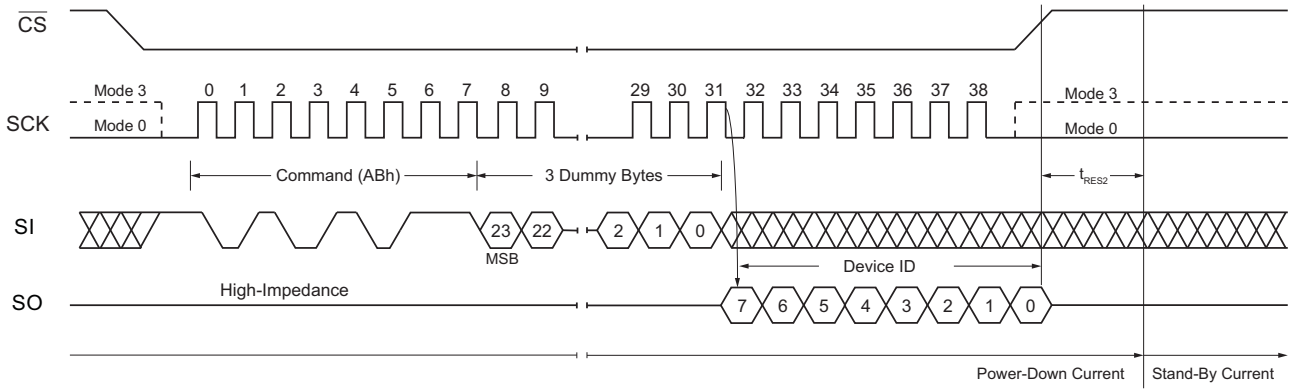 CS
0 1 2 3 4 5 6 7 8 9 29 30 31 32 33 34 35 36 37 38
Mode 3 Mode 3
SCK
Mode 0 Mode 0
Command (ABh) 3 Dummy Bytes tRES2
SI 23 22 2 1 0
MSB
Device ID
High-Impedance
SO 7 6 5 4 3 2 1 0
Power-Down Current Stand-By Current